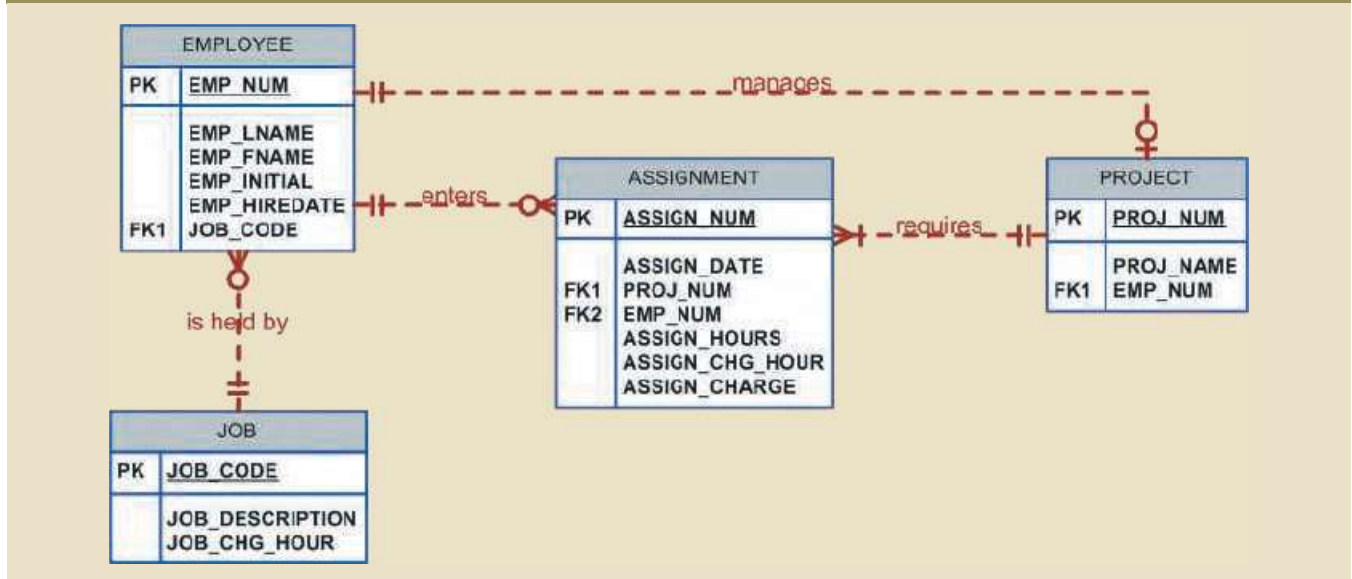 EMPLOYEE
PK EMP_NUM
EMP_LNAME
EMP_FNAME
EMP_INITIAL
EMP_HIREDATE
FK1 JOB_CODE
manages
enters
is held by
ASSIGNMENT
PK ASSIGN_NUM
ASSIGN_DATE
FK1 PROJ_NUM
FK2 EMP_NUM
ASSIGN_HOURS
ASSIGN_CHG_HOUR
ASSIGN_CHARGE
requires
PROJECT
PK PROJ_NUM
PROJ_NAME
FK1 EMP_NUM
JOB
PK JOB_CODE
JOB_DESCRIPTION
JOB_CHG_HOUR